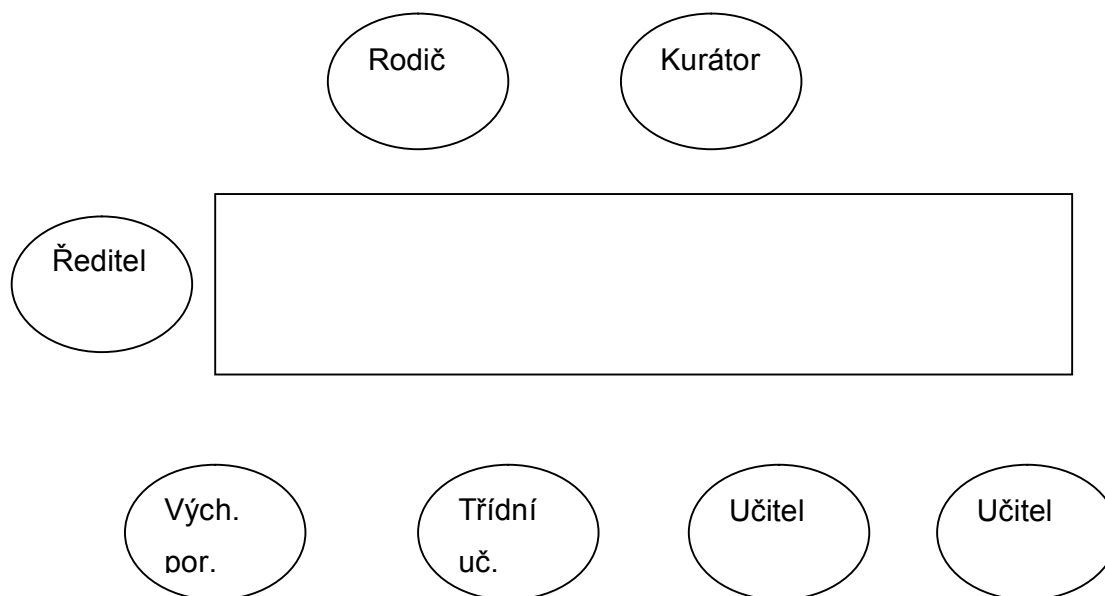 Rodič
Kurátor
Ředitel
Vých.
por.
Třídní
uč.
Učitel
Učitel